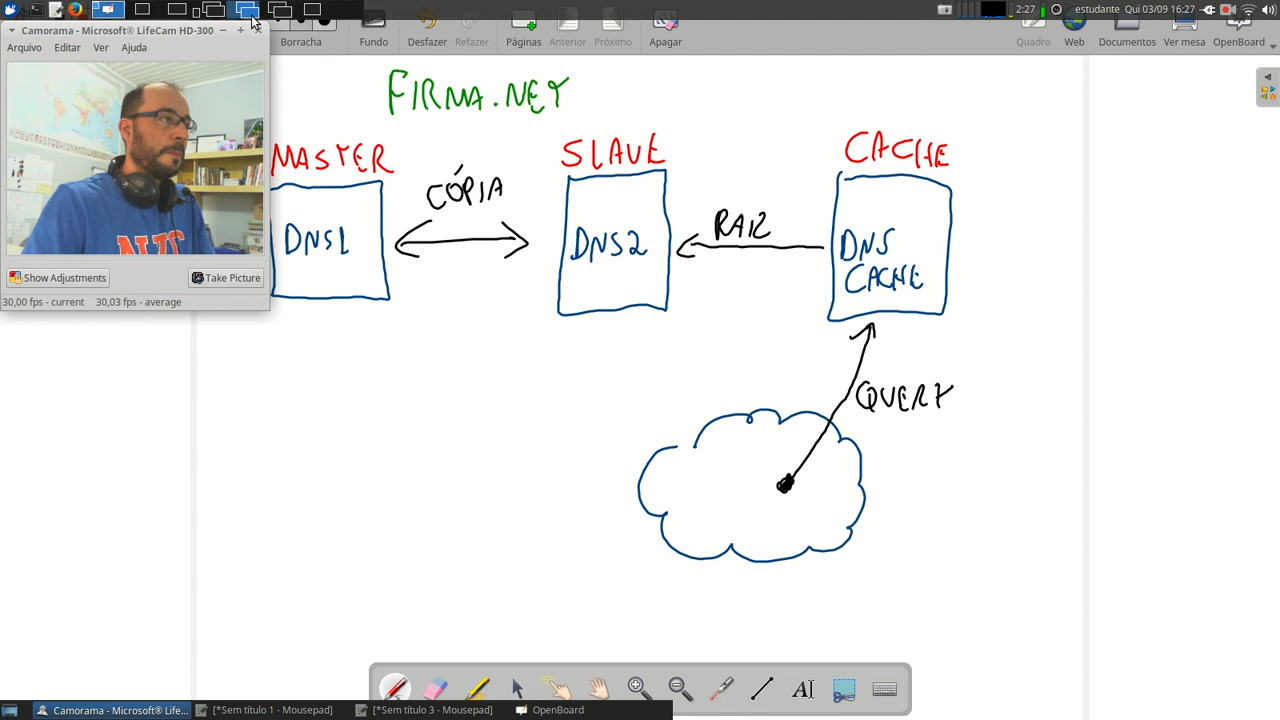 2:27
estudante
Qui 03/09 16:27
Camorama - Microsoft® LifeCam HD-300
Arquivo Editar Ver Ajuda
Show Adjustments
Take Picture
30,00 fps - current 30,03 fps - average
Borracha
Fundo
Desfazer
Refazer
Páginas
Anterior
Próximo
Apagar
Quadro
Web
Documentos
Ver mesa
OpenBoard
FIRMA.NET
MASTER
SLAVE
CACHE
CÓPIA
RAIZ
DNS1
DNS2
DNS
CACHE
QUERY
AI
Camorama - Microsoft® Life...
[*Sem título 1 - Mousepad]
[*Sem título 3 - Mousepad]
OpenBoard